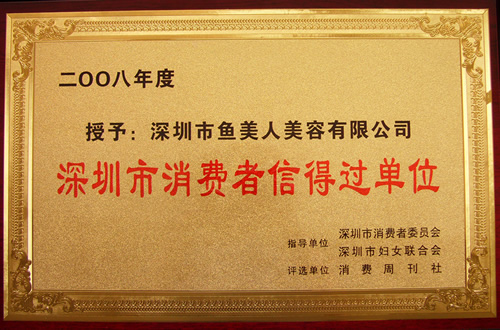 二〇〇八年度
授予：深圳市鱼美人美容有限公司
深圳市消费者信得过单位
指导单位 深圳市消费者委员会
深圳市妇女联合会
评选单位 消费周刊社